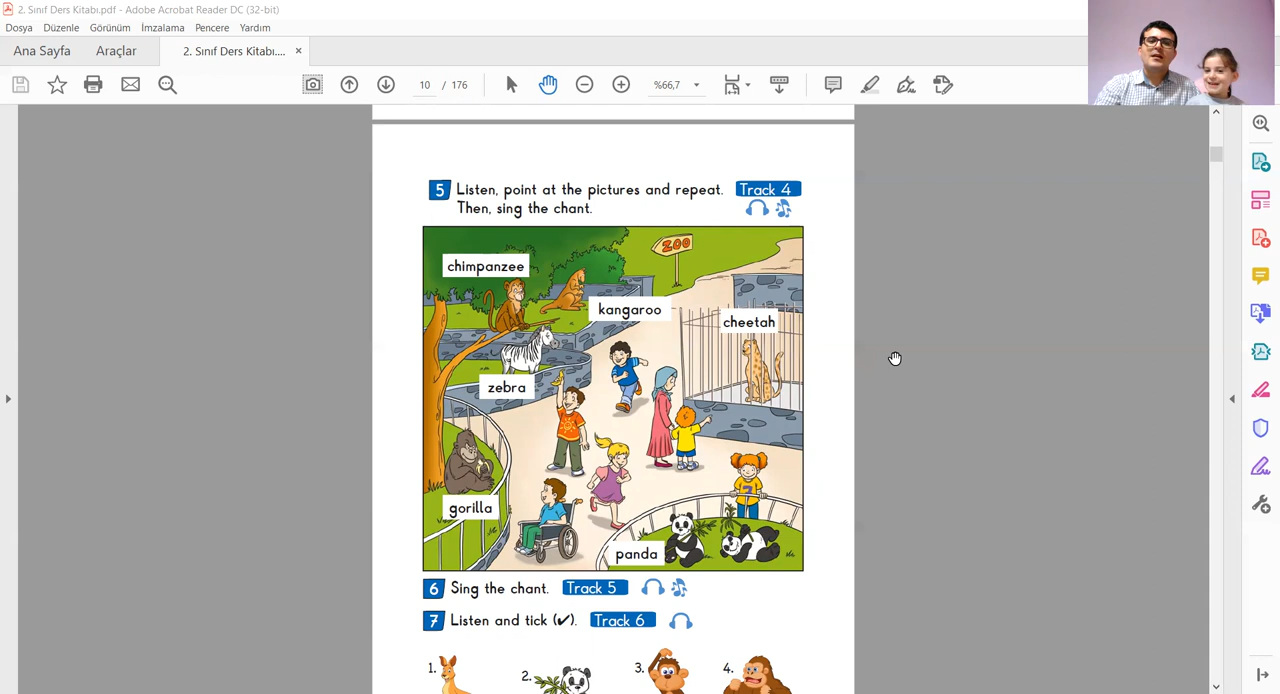 2. Sınıf Ders Kitabı.pdf - Adobe Acrobat Reader DC (32-bit)
Dosya Düzenle Görünüm İmzalama Pencere Yardım
Ana Sayfa Araçlar 2. Sınıf Ders Kitabı.... ×
10 / 176 %66,7
5 Listen, point at the pictures and repeat. Track 4
Then, sing the chant.
ZOO
chimpanzee
kangaroo
cheetah
zebra
gorilla
panda
6 Sing the chant. Track 5
7 Listen and tick (✓). Track 6
1. 2. 3. 4.